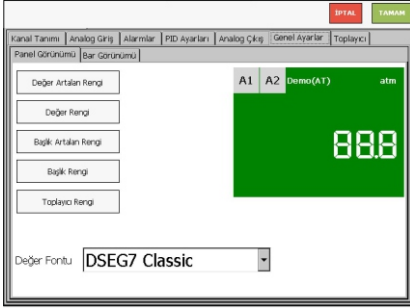 İPTAL TAMAM
Kanal Tanımı Analog Giriş Alarmlar PID Ayarları Analog Çıkış Genel Ayarlar Toplayıcı
Panel Görünümü Bar Görünümü
Değer Artalan Rengi
A1 A2 Demo(AT) atm
Değer Rengi
Başlık Artalan Rengi
88.8
Başlık Rengi
Toplayıcı Rengi
Değer Fontu DSEG7 Classic